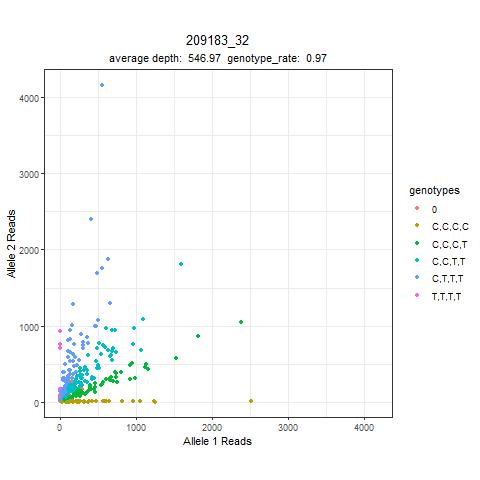 209183_32
average depth:  546.97  genotype_rate:  0.97
4000
3000
2000
1000
0
Allele 2 Reads
0 1000 2000 3000 4000
Allele 1 Reads
genotypes
0
C,C,C,C
C,C,C,T
C,C,T,T
C,T,T,T
T,T,T,T